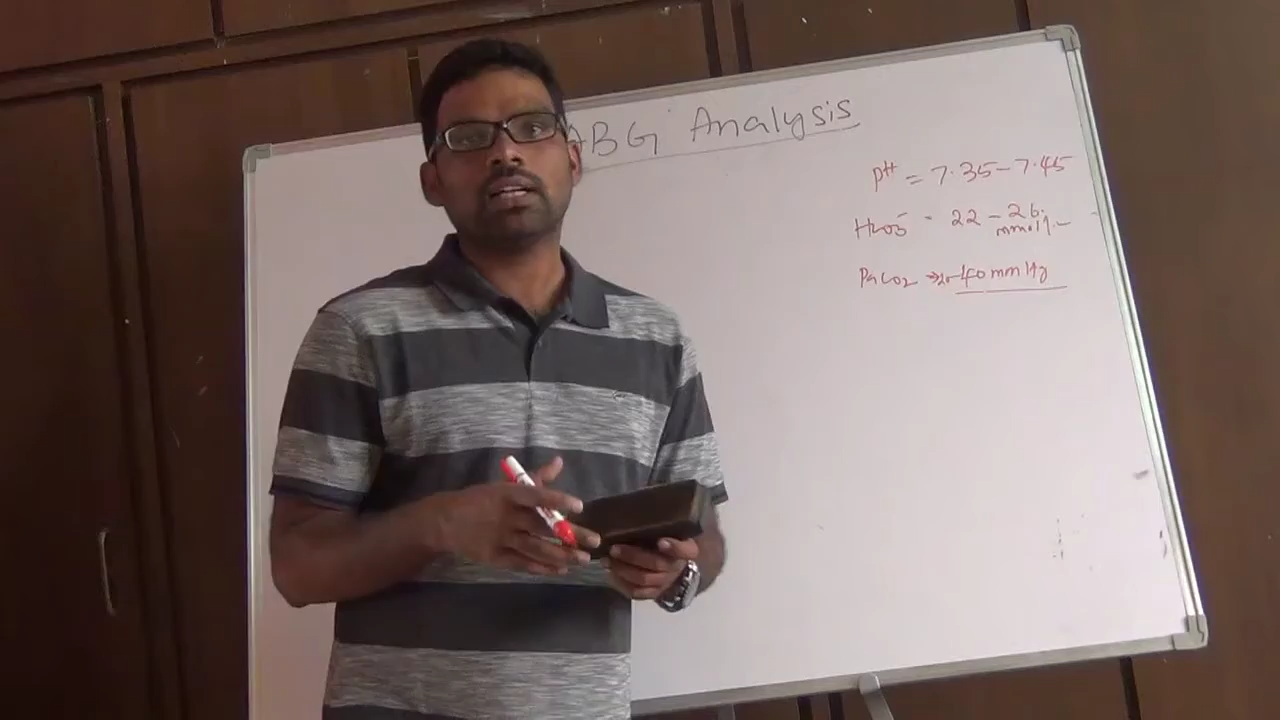 ABG Analysis
pH = 7.35-7.45
HCO3⁻ - 22 - 26
mmol/L
PaCO2 → 40 mmHg